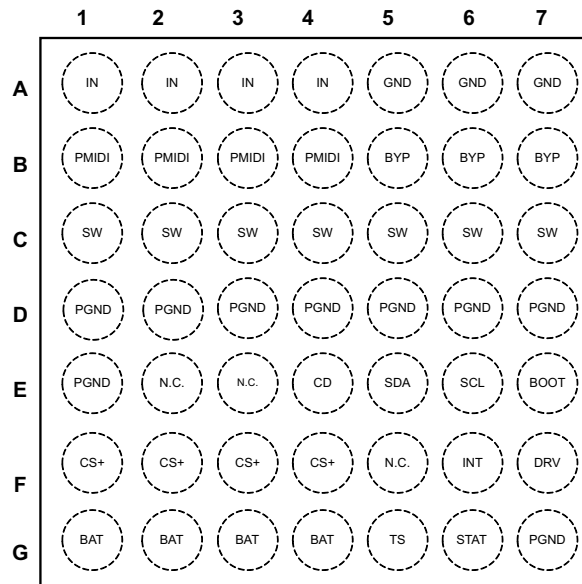 1 2 3 4 5 6 7
A IN IN IN IN GND GND GND
B PMIDI PMIDI PMIDI PMIDI BYP BYP BYP
C SW SW SW SW SW SW SW
D PGND PGND PGND PGND PGND PGND PGND
E PGND N.C. N.C. CD SDA SCL BOOT
F CS+ CS+ CS+ CS+ N.C. INT DRV
G BAT BAT BAT BAT TS STAT PGND